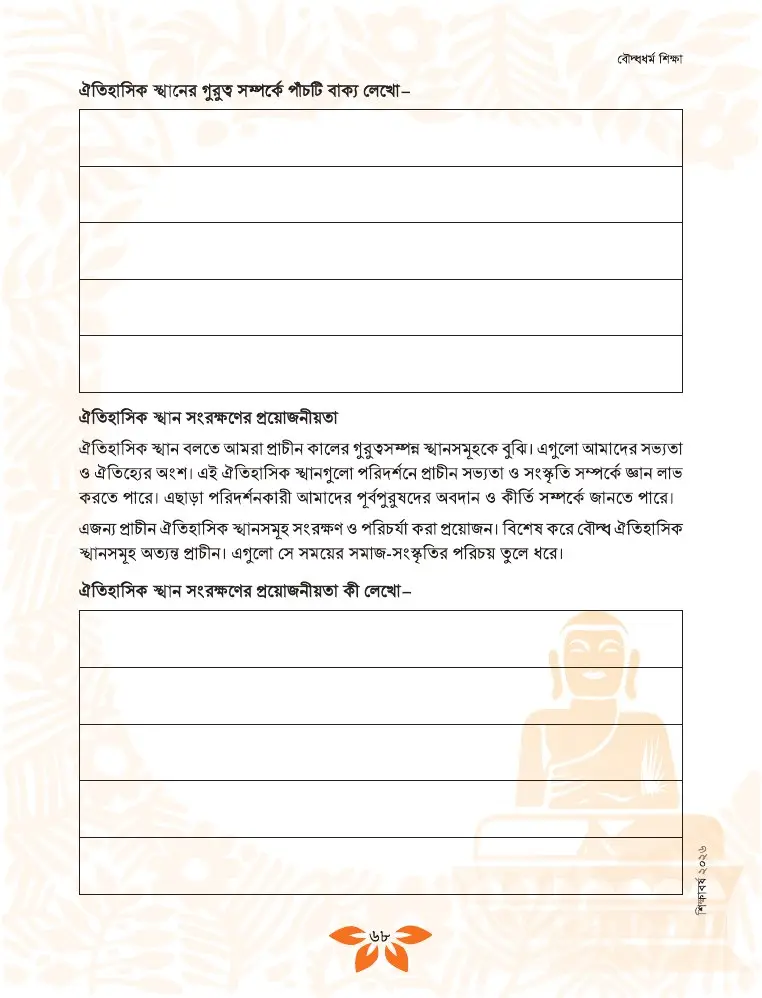 বৌদ্ধধর্ম শিক্ষা
ঐতিহাসিক স্থানের গুরুত্ব সম্পর্কে পাঁচটি বাক্য লেখো–
ঐতিহাসিক স্থান সংরক্ষণের প্রয়োজনীয়তা
ঐতিহাসিক স্থান বলতে আমরা প্রাচীন কালের গুরুত্বসম্পন্ন স্থানসমূহকে বুঝি। এগুলো আমাদের সভ্যতা
ও ঐতিহ্যের অংশ। এই ঐতিহাসিক স্থানগুলো পরিদর্শনে প্রাচীন সভ্যতা ও সংস্কৃতি সম্পর্কে জ্ঞান লাভ
করতে পারে। এছাড়া পরিদর্শনকারী আমাদের পূর্বপুরুষদের অবদান ও কীর্তি সম্পর্কে জানতে পারে।
এজন্য প্রাচীন ঐতিহাসিক স্থানসমূহ সংরক্ষণ ও পরিচর্যা করা প্রয়োজন। বিশেষ করে বৌদ্ধ ঐতিহাসিক
স্থানসমূহ অত্যন্ত প্রাচীন। এগুলো সে সময়ের সমাজ-সংস্কৃতির পরিচয় তুলে ধরে।
ঐতিহাসিক স্থান সংরক্ষণের প্রয়োজনীয়তা কী লেখো–
শিক্ষাবর্ষ ২০২৬
৬৮